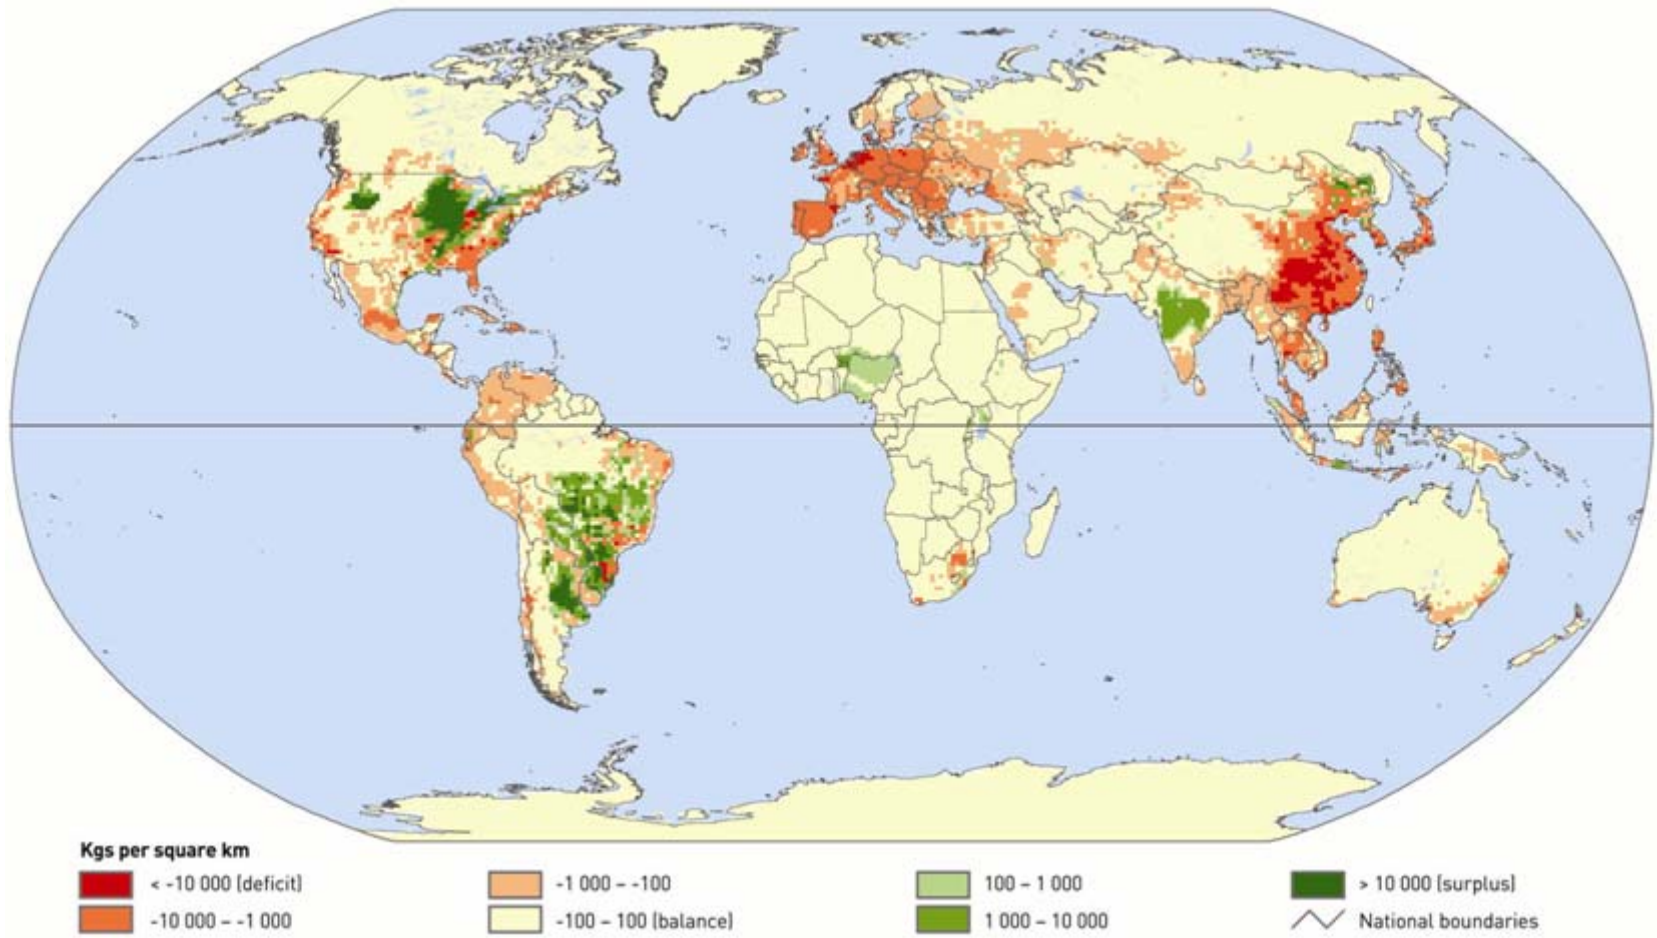 Kgs per square km
< -10 000 (deficit)
-1 000 – -100
100 – 1 000
> 10 000 (surplus)
-10 000 – -1 000
-100 – 100 (balance)
1 000 – 10 000
National boundaries